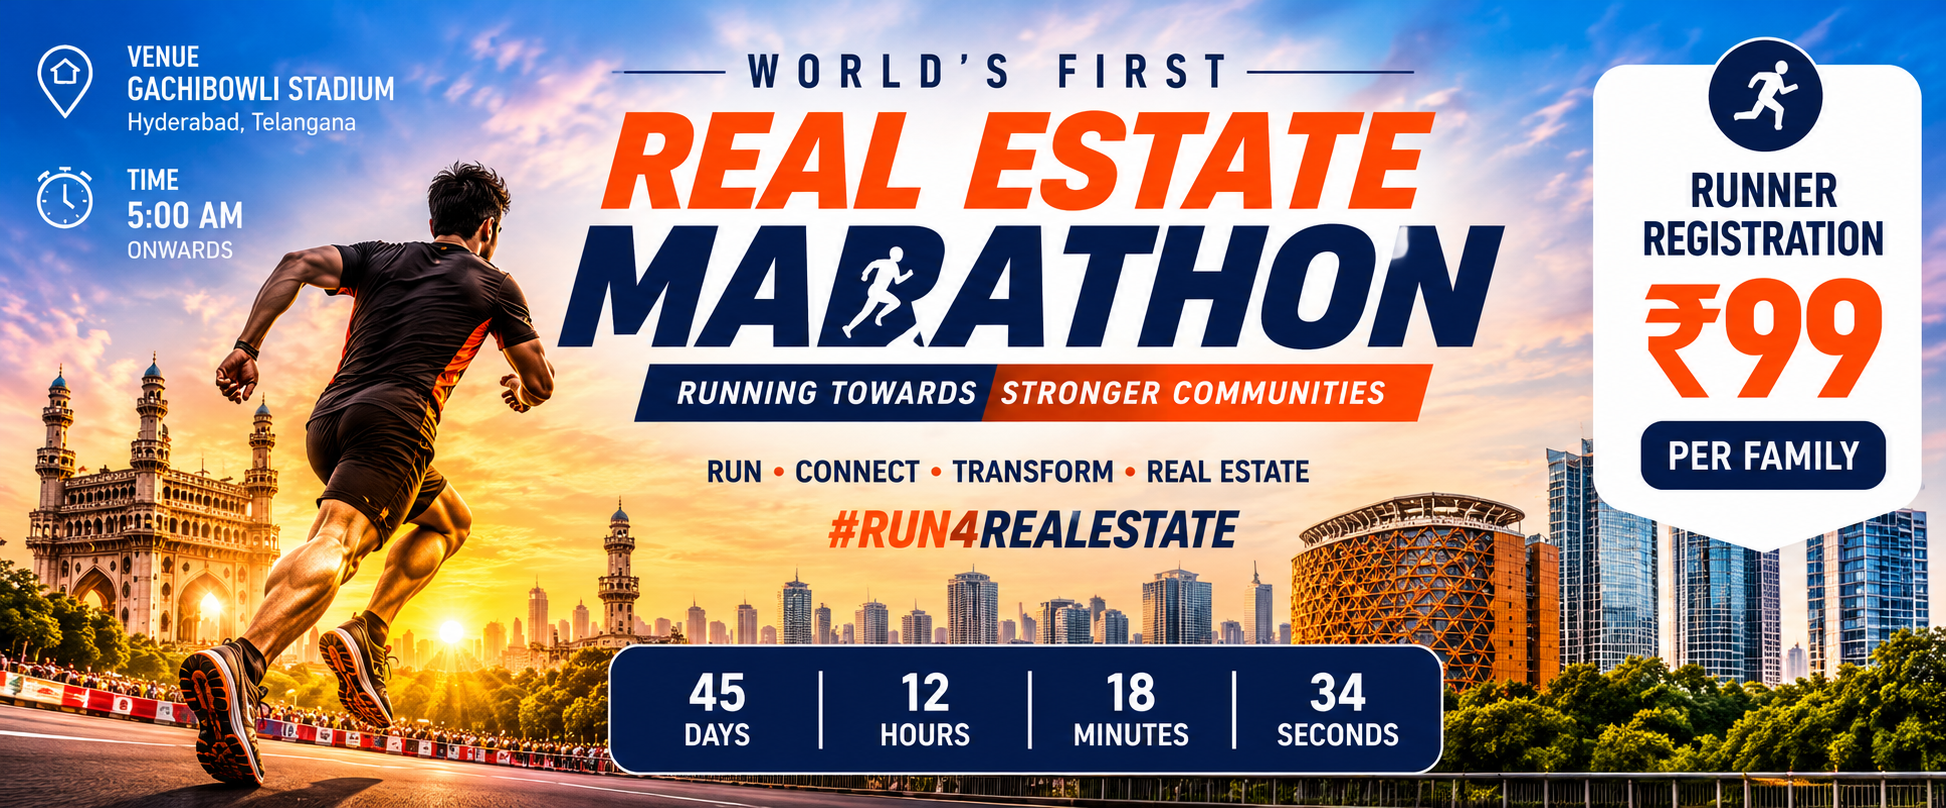 VENUE
GACHIBOWLI STADIUM
Hyderabad, Telangana
TIME
5:00 AM
ONWARDS
WORLD'S FIRST
REAL ESTATE
MARATHON
RUNNING TOWARDS STRONGER COMMUNITIES
RUN • CONNECT • TRANSFORM • REAL ESTATE
#RUN4REALESTATE
45 12 18 34
DAYS HOURS MINUTES SECONDS
RUNNER
REGISTRATION
₹99
PER FAMILY